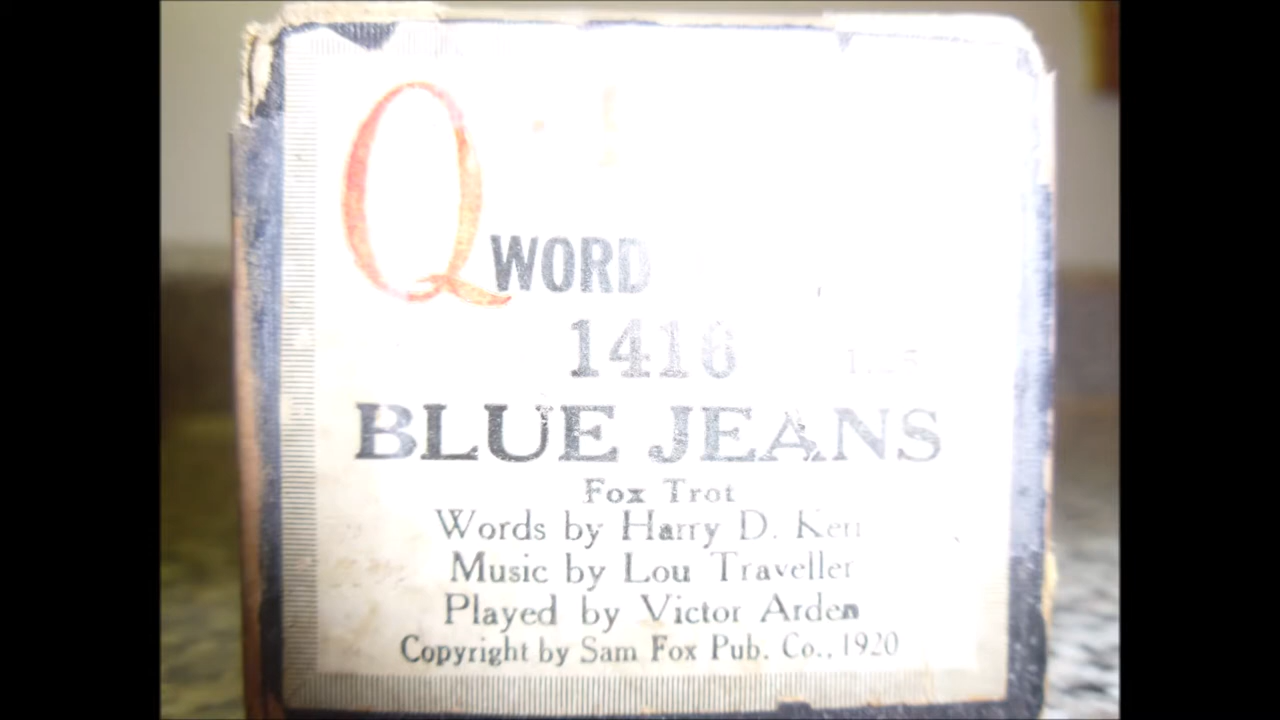 Q WORD
1416
BLUE JEANS
Fox Trot
Words by Harry D. Kerr
Music by Lou Traveller
Played by Victor Arden
Copyright by Sam Fox Pub. Co., 1920